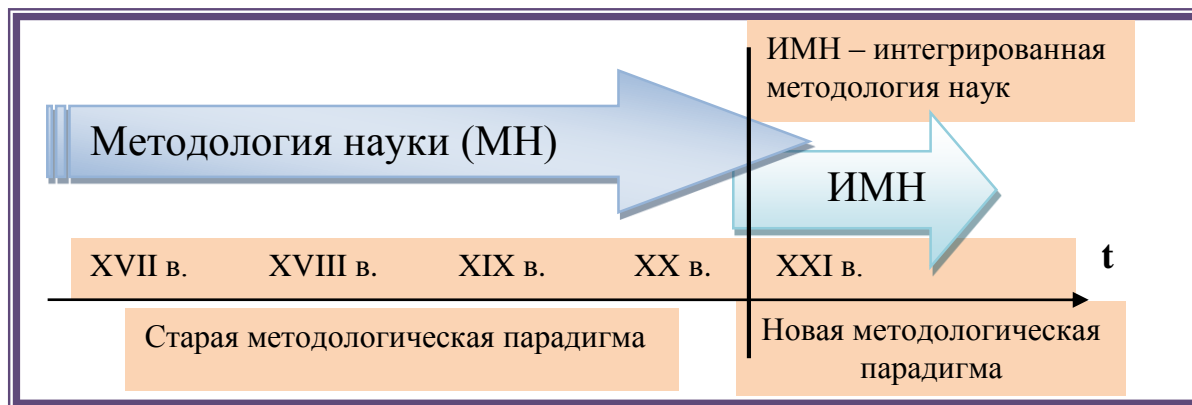 ИМН – интегрированная
методология наук
Методология науки (МН)
ИМН
XVII в. XVIII в. XIX в. XX в. XXI в. t
Старая методологическая парадигма
Новая методологическая
парадигма